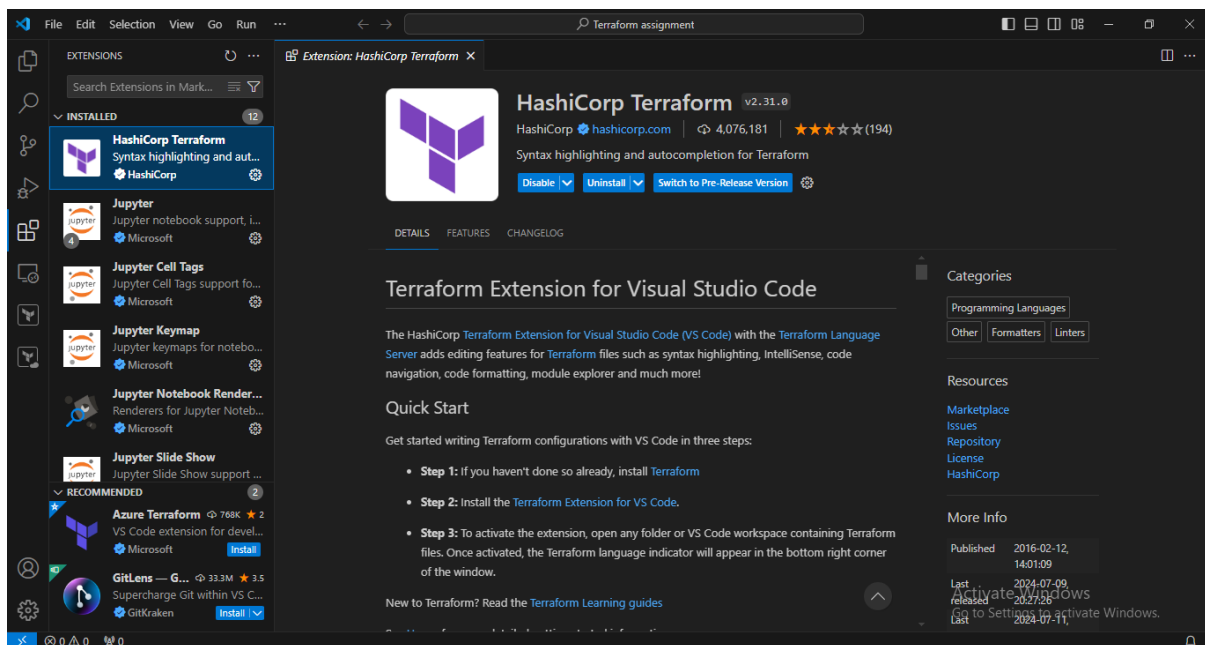 File Edit Selection View Go Run ···
Terraform assignment
EXTENSIONS
Search Extensions in Mark...
INSTALLED 12
HashiCorp Terraform
Syntax highlighting and aut...
HashiCorp
Jupyter
Jupyter notebook support, i...
Microsoft
jupyter
4
Jupyter Cell Tags
Jupyter Cell Tags support fo...
Microsoft
jupyter
Jupyter Keymap
Jupyter keymaps for notebo...
Microsoft
jupyter
Jupyter Notebook Render...
Renderers for Jupyter Noteb...
Microsoft
Jupyter Slide Show
Jupyter Slide Show support ...
jupyter
RECOMMENDED 2
Azure Terraform 768K ★ 2
VS Code extension for devel...
Microsoft Install
GitLens — G... 33.3M ★ 3.5
Supercharge Git within VS C...
GitKraken Install
0 0 0
Extension: HashiCorp Terraform
HashiCorp Terraform v2.31.0
HashiCorp hashicorp.com 4,076,181 (194)
Syntax highlighting and autocompletion for Terraform
Disable Uninstall Switch to Pre-Release Version
DETAILS FEATURES CHANGELOG
Terraform Extension for Visual Studio Code
The HashiCorp Terraform Extension for Visual Studio Code (VS Code) with the Terraform Language
Server adds editing features for Terraform files such as syntax highlighting, IntelliSense, code
navigation, code formatting, module explorer and much more!
Quick Start
Get started writing Terraform configurations with VS Code in three steps:
• Step 1: If you haven't done so already, install Terraform
• Step 2: Install the Terraform Extension for VS Code.
• Step 3: To activate the extension, open any folder or VS Code workspace containing Terraform
files. Once activated, the Terraform language indicator will appear in the bottom right corner
of the window.
New to Terraform? Read the Terraform Learning guides
Categories
Programming Languages
Other Formatters Linters
Resources
Marketplace
Issues
Repository
License
HashiCorp
More Info
Published 2016-02-12,
14:01:09
Last 2024-07-09,
released 20:27:26
Last 2024-07-11,
Activate Windows
Go to Settings to activate Windows.